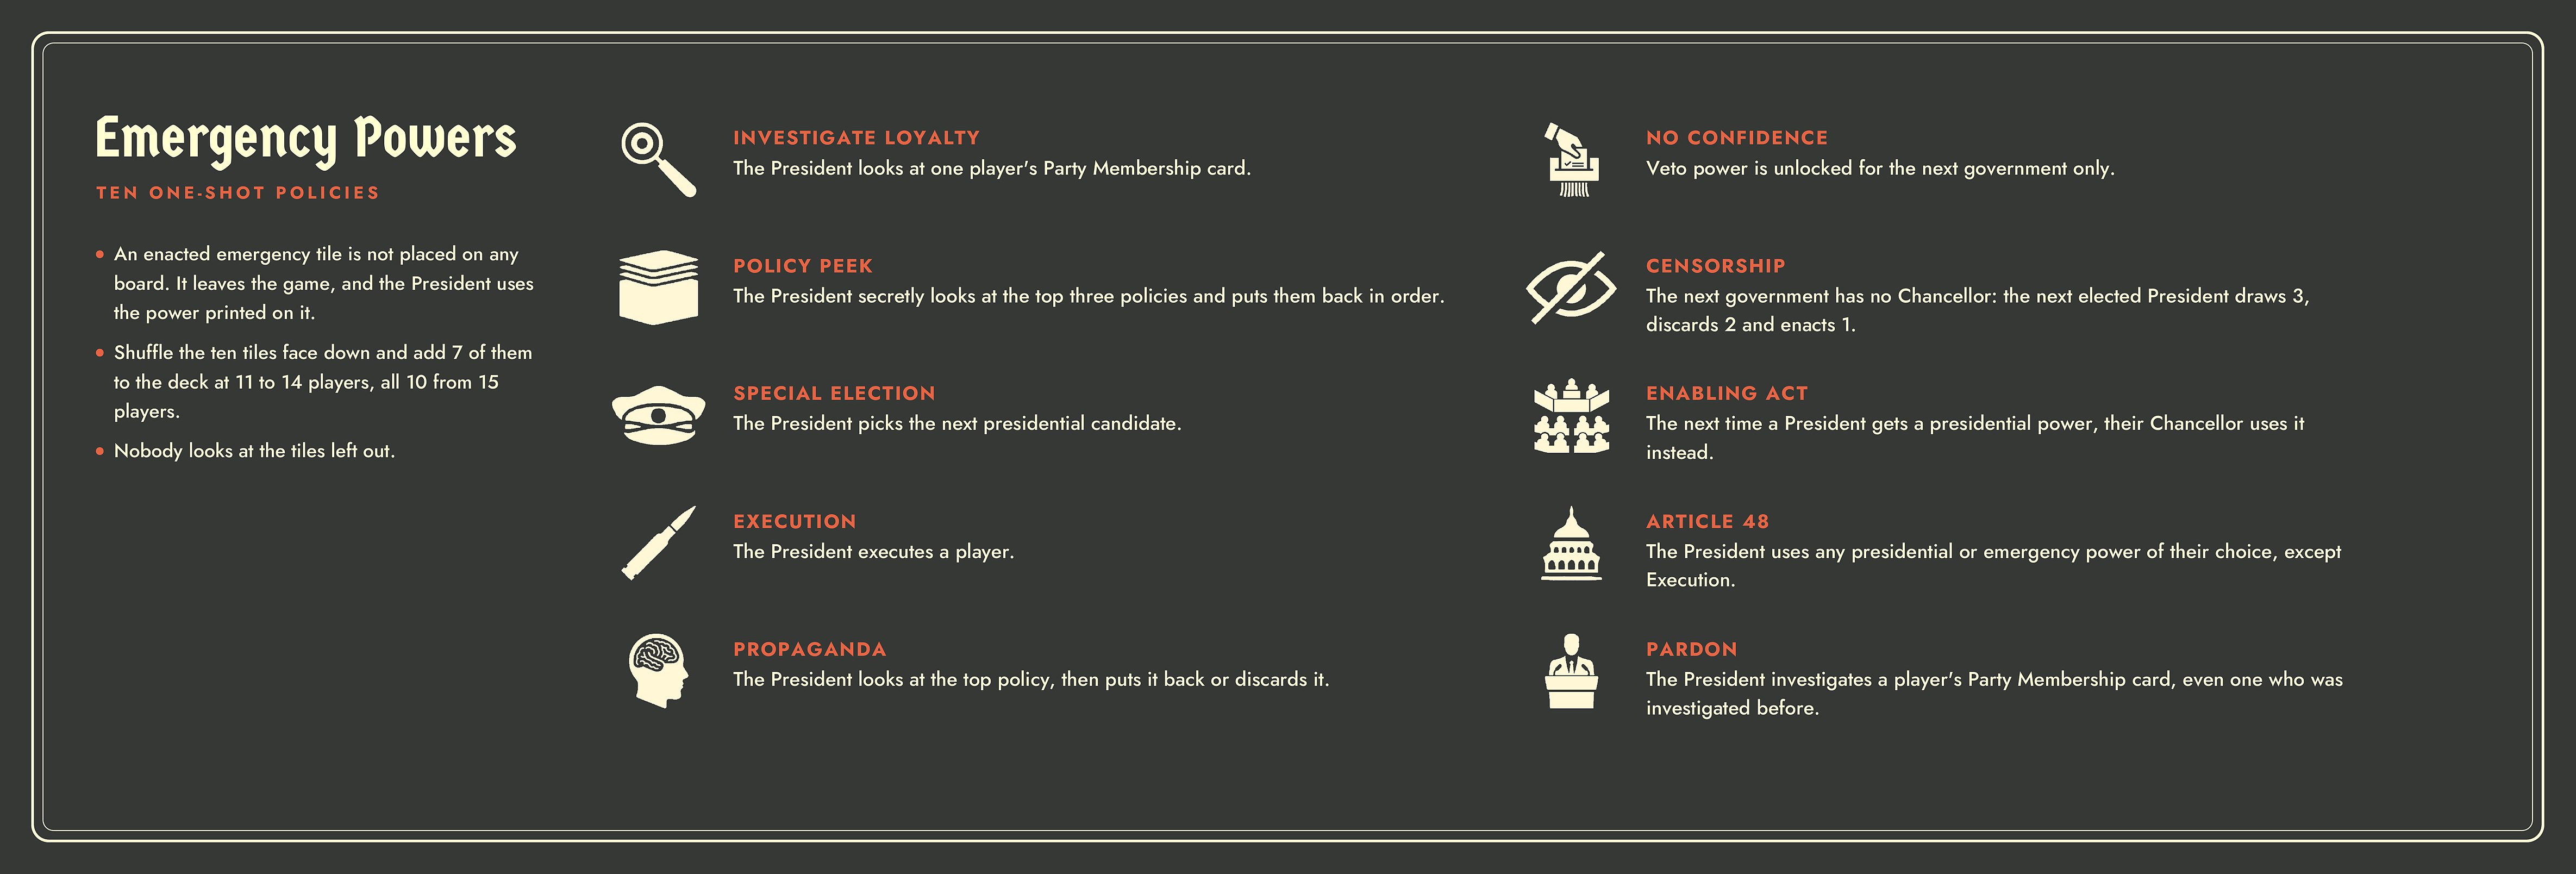 Emergency Powers
TEN ONE-SHOT POLICIES
• An enacted emergency tile is not placed on any
board. It leaves the game, and the President uses
the power printed on it.
• Shuffle the ten tiles face down and add 7 of them
to the deck at 11 to 14 players, all 10 from 15
players.
• Nobody looks at the tiles left out.
INVESTIGATE LOYALTY
The President looks at one player's Party Membership card.
POLICY PEEK
The President secretly looks at the top three policies and puts them back in order.
SPECIAL ELECTION
The President picks the next presidential candidate.
EXECUTION
The President executes a player.
PROPAGANDA
The President looks at the top policy, then puts it back or discards it.
NO CONFIDENCE
Veto power is unlocked for the next government only.
CENSORSHIP
The next government has no Chancellor: the next elected President draws 3,
discards 2 and enacts 1.
ENABLING ACT
The next time a President gets a presidential power, their Chancellor uses it
instead.
ARTICLE 48
The President uses any presidential or emergency power of their choice, except
Execution.
PARDON
The President investigates a player's Party Membership card, even one who was
investigated before.